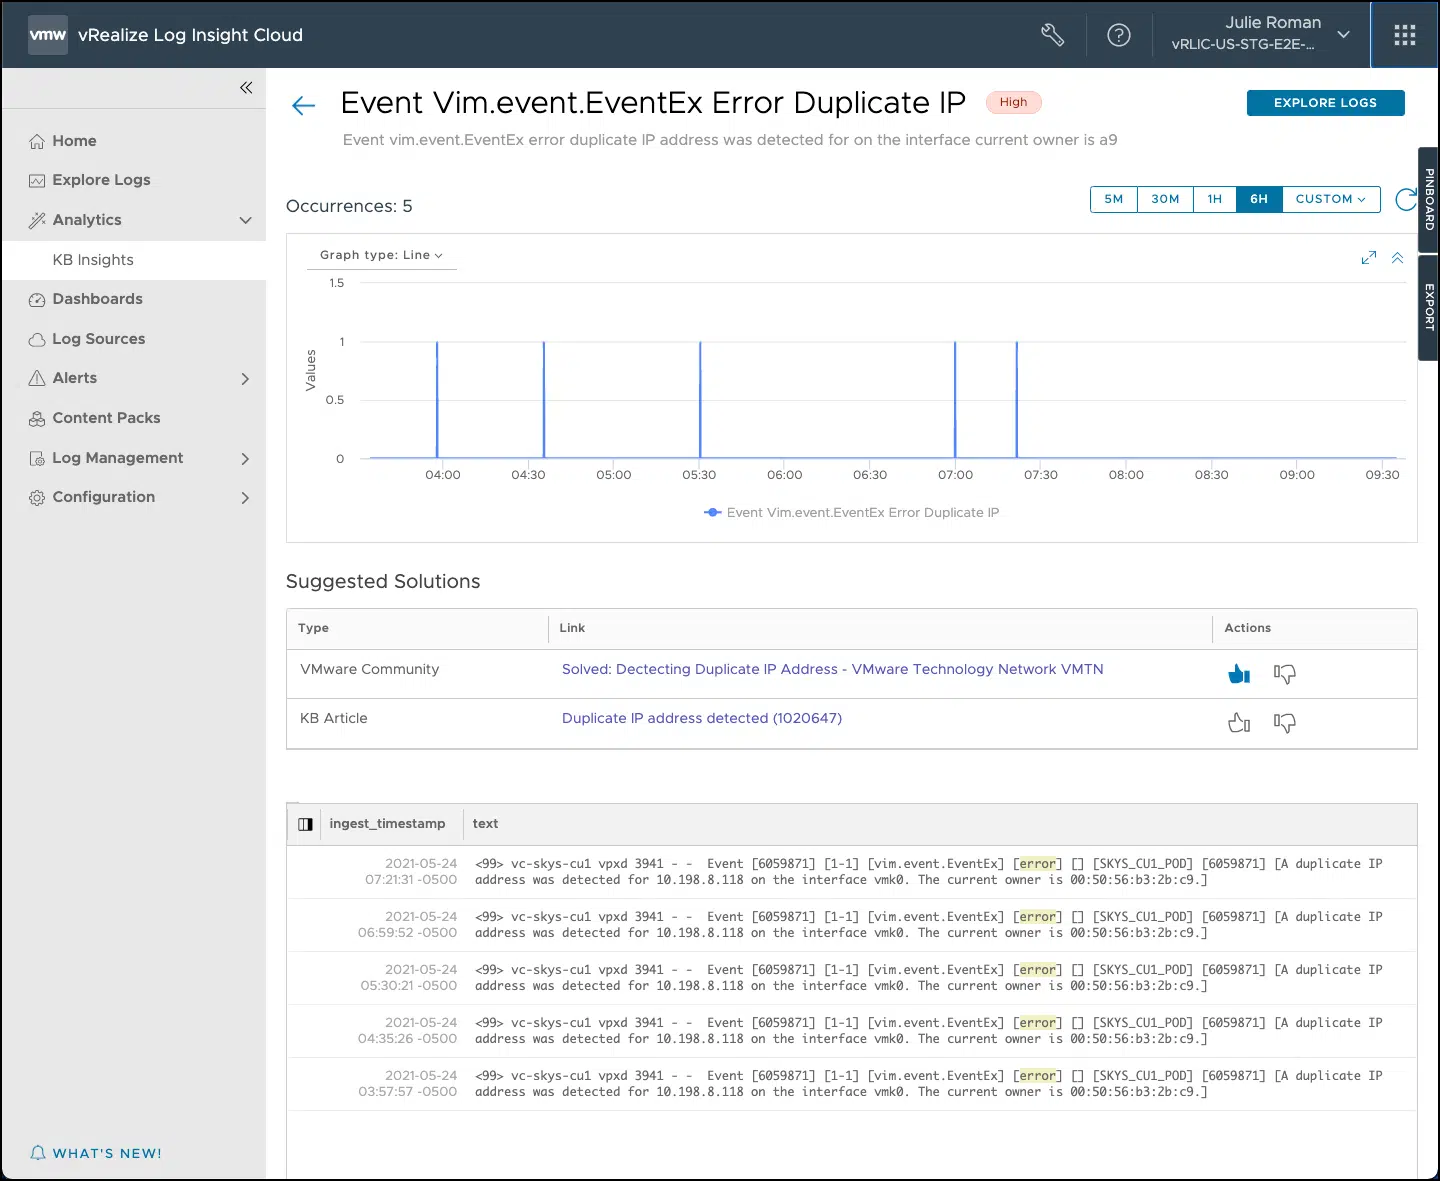 vmw vRealize Log Insight Cloud
Julie Roman
vRLIC-US-STG-E2E-...
Home
Explore Logs
Analytics
KB Insights
Dashboards
Log Sources
Alerts
Content Packs
Log Management
Configuration
WHAT'S NEW!
Event Vim.event.EventEx Error Duplicate IP High
EXPLORE LOGS
Event vim.event.EventEx error duplicate IP address was detected for on the interface current owner is a9
Occurrences: 5
5M 30M 1H 6H CUSTOM
PINBOARD
EXPORT
Graph type: Line
Values
1.5
1
0.5
0
04:00 04:30 05:00 05:30 06:00 06:30 07:00 07:30 08:00 08:30 09:00 09:30
Event Vim.event.EventEx Error Duplicate IP
Suggested Solutions
Type Link Actions
VMware Community Solved: Dectecting Duplicate IP Address - VMware Technology Network VMTN
KB Article Duplicate IP address detected (1020647)
ingest_timestamp text
2021-05-24 <99> vc-skys-cu1 vpxd 3941 - - Event [6059871] [1-1] [vim.event.EventEx] [error] [] [SKYS_CU1_POD] [6059871] [A duplicate IP
07:21:31 -0500 address was detected for 10.198.8.118 on the interface vmk0. The current owner is 00:50:56:b3:2b:c9.]
2021-05-24 <99> vc-skys-cu1 vpxd 3941 - - Event [6059871] [1-1] [vim.event.EventEx] [error] [] [SKYS_CU1_POD] [6059871] [A duplicate IP
06:59:52 -0500 address was detected for 10.198.8.118 on the interface vmk0. The current owner is 00:50:56:b3:2b:c9.]
2021-05-24 <99> vc-skys-cu1 vpxd 3941 - - Event [6059871] [1-1] [vim.event.EventEx] [error] [] [SKYS_CU1_POD] [6059871] [A duplicate IP
05:30:21 -0500 address was detected for 10.198.8.118 on the interface vmk0. The current owner is 00:50:56:b3:2b:c9.]
2021-05-24 <99> vc-skys-cu1 vpxd 3941 - - Event [6059871] [1-1] [vim.event.EventEx] [error] [] [SKYS_CU1_POD] [6059871] [A duplicate IP
04:35:26 -0500 address was detected for 10.198.8.118 on the interface vmk0. The current owner is 00:50:56:b3:2b:c9.]
2021-05-24 <99> vc-skys-cu1 vpxd 3941 - - Event [6059871] [1-1] [vim.event.EventEx] [error] [] [SKYS_CU1_POD] [6059871] [A duplicate IP
03:57:57 -0500 address was detected for 10.198.8.118 on the interface vmk0. The current owner is 00:50:56:b3:2b:c9.]